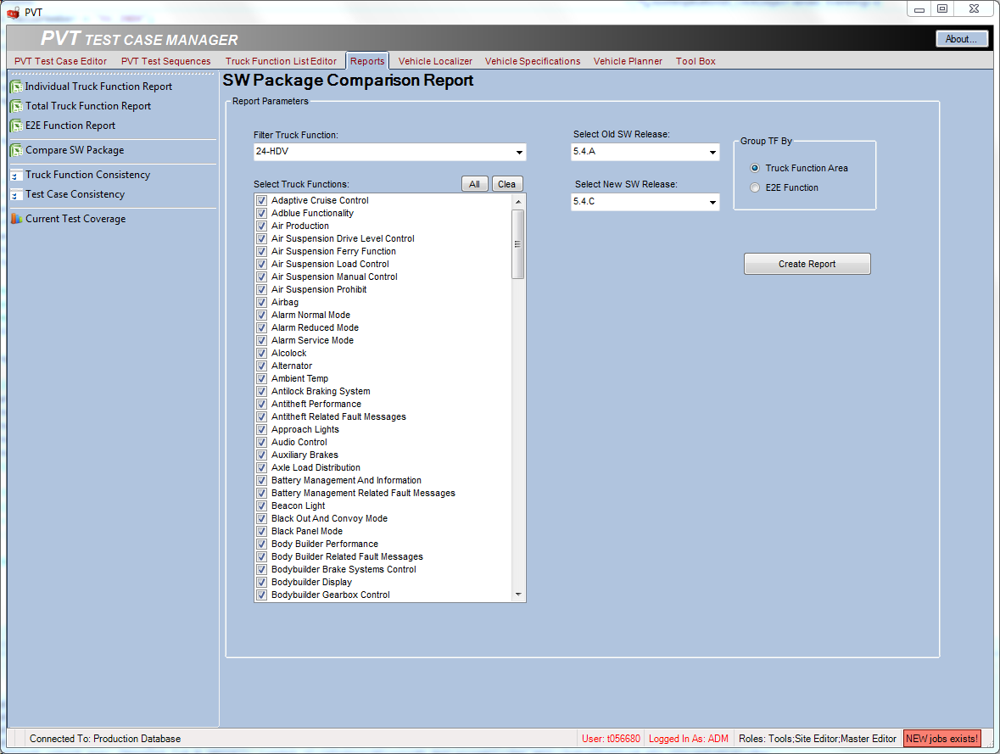 PVT
PVT TEST CASE MANAGER
About...
PVT Test Case Editor PVT Test Sequences Truck Function List Editor Reports Vehicle Localizer Vehicle Specifications Vehicle Planner Tool Box
Individual Truck Function Report
Total Truck Function Report
E2E Function Report
Compare SW Package
Truck Function Consistency
Test Case Consistency
Current Test Coverage
SW Package Comparison Report
Report Parameters
Filter Truck Function:
24-HDV
Select Truck Functions:
All Clea
Adaptive Cruise Control
Adblue Functionality
Air Production
Air Suspension Drive Level Control
Air Suspension Ferry Function
Air Suspension Load Control
Air Suspension Manual Control
Air Suspension Prohibit
Airbag
Alarm Normal Mode
Alarm Reduced Mode
Alarm Service Mode
Alcolock
Alternator
Ambient Temp
Antilock Braking System
Antitheft Performance
Antitheft Related Fault Messages
Approach Lights
Audio Control
Auxiliary Brakes
Axle Load Distribution
Battery Management And Information
Battery Management Related Fault Messages
Beacon Light
Black Out And Convoy Mode
Black Panel Mode
Body Builder Performance
Body Builder Related Fault Messages
Bodybuilder Brake Systems Control
Bodybuilder Display
Bodybuilder Gearbox Control
Select Old SW Release:
5.4.A
Select New SW Release:
5.4.C
Group TF By
Truck Function Area
E2E Function
Create Report
Connected To: Production Database
User: t056680 Logged In As: ADM Roles: Tools;Site Editor;Master Editor NEW jobs exists!